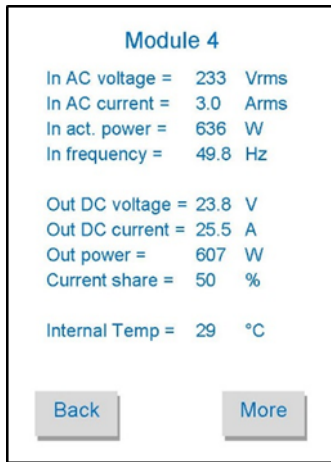 Module 4
In AC voltage = 233 Vrms
In AC current = 3.0 Arms
In act. power = 636 W
In frequency = 49.8 Hz
Out DC voltage = 23.8 V
Out DC current = 25.5 A
Out power = 607 W
Current share = 50 %
Internal Temp = 29 °C
Back More